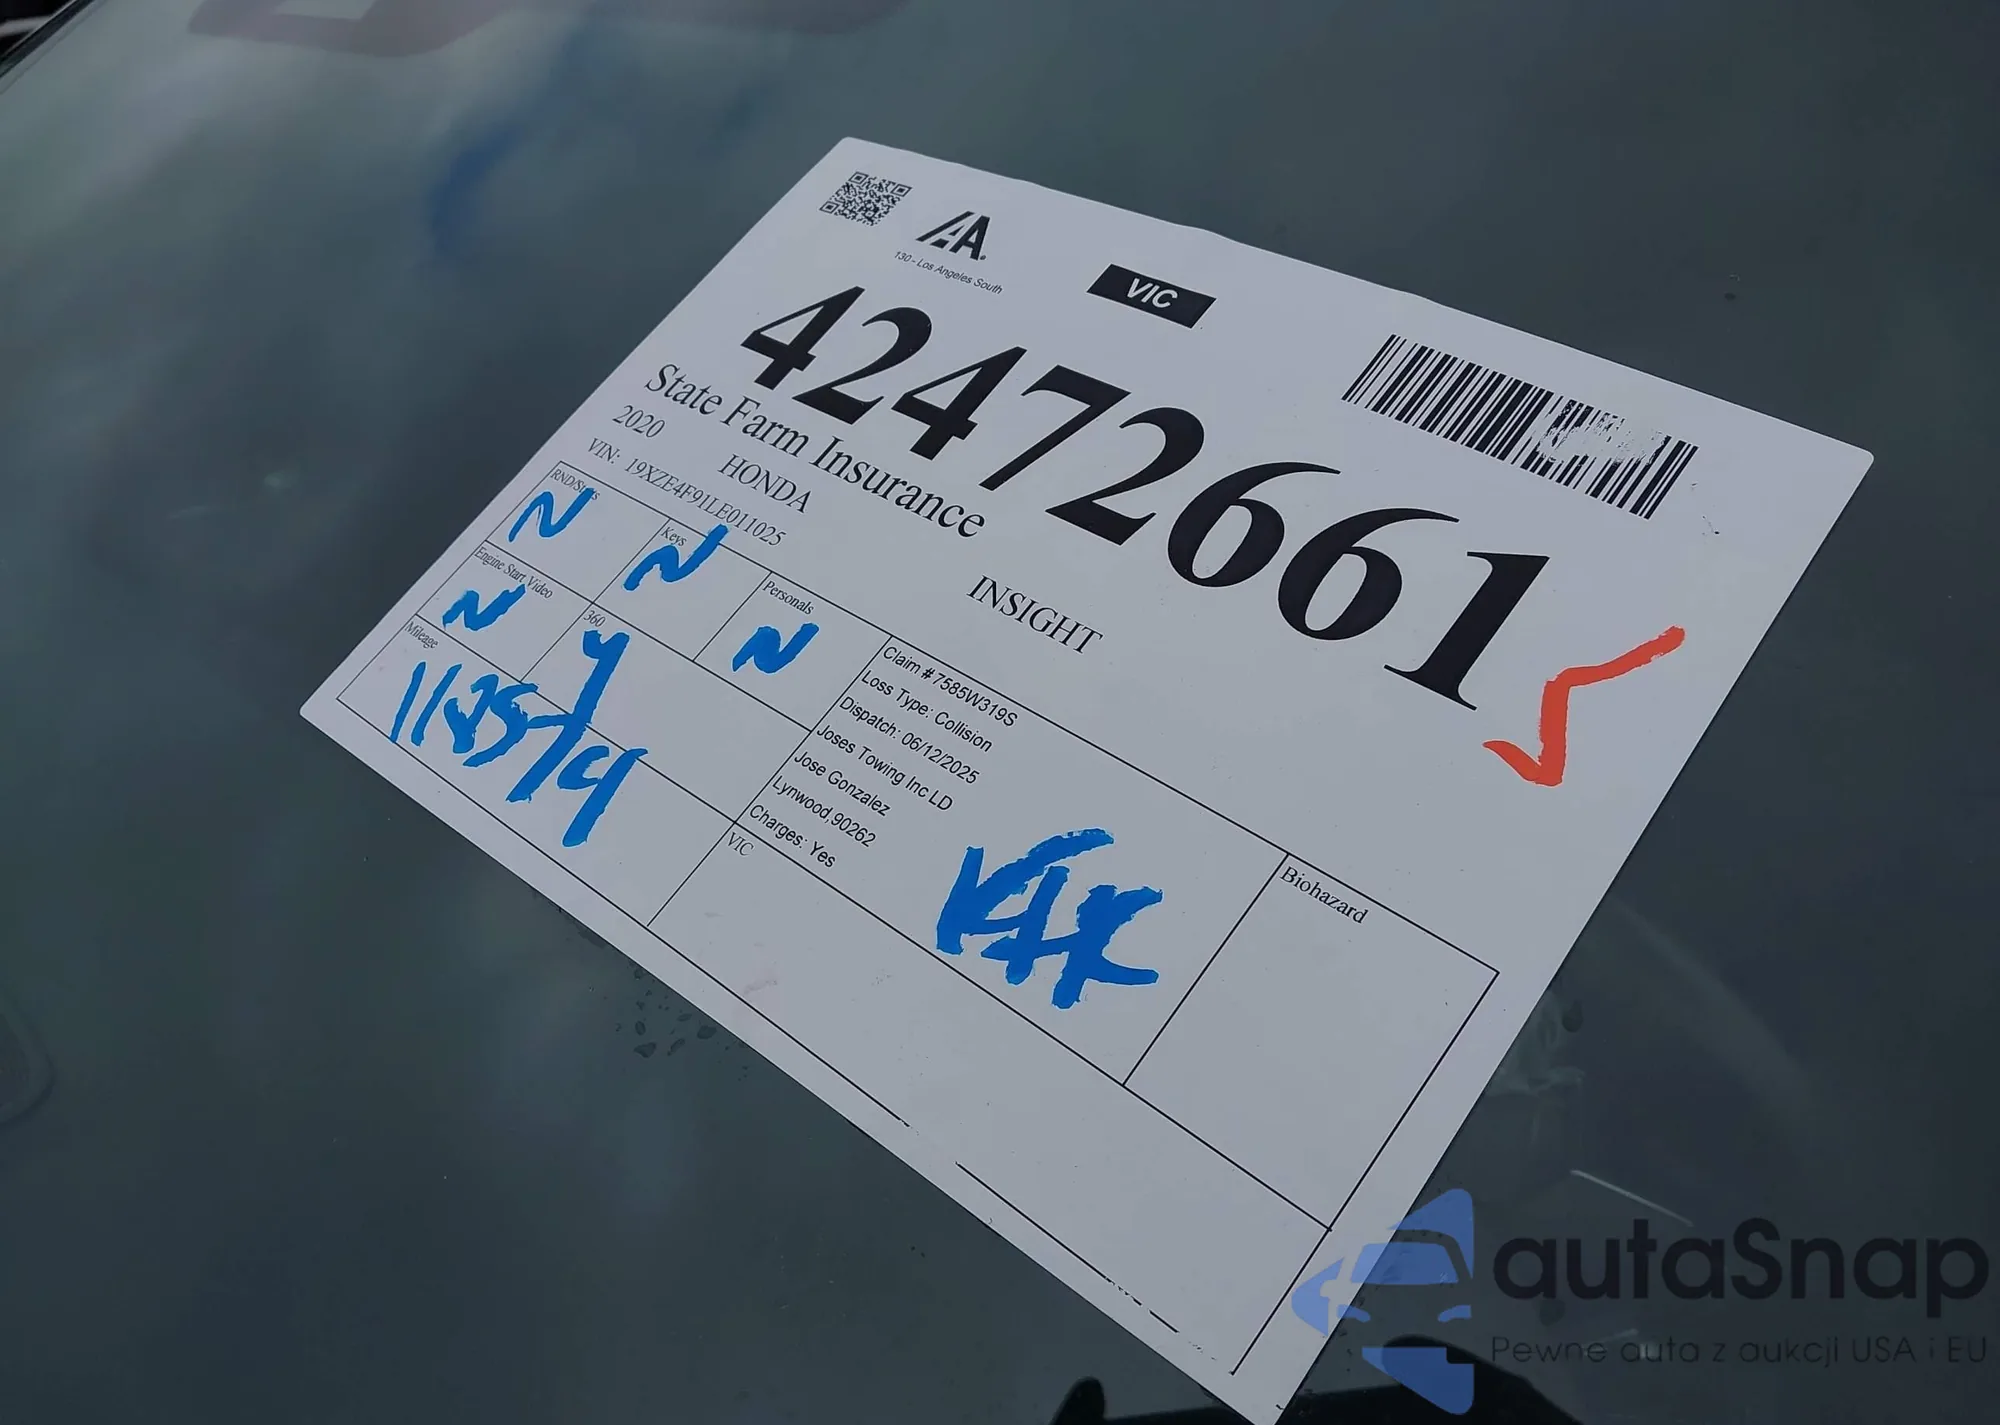 IAA
130 - Los Angeles South
VIC
42472661
State Farm Insurance
2020 HONDA INSIGHT
VIN: 19XZE4F91LE011025
N
Keys
N
Personals
N
Engine Start Video
N
360
Y
Mileage
Claim # 7585W319S
Loss Type: Collision
Dispatch: 06/12/2025
Joses Towing Inc LD
Jose Gonzalez
Lynwood,90262
Charges: Yes
VIC
Biohazard
autaSnap
Pewne auta z aukcji USA i EU